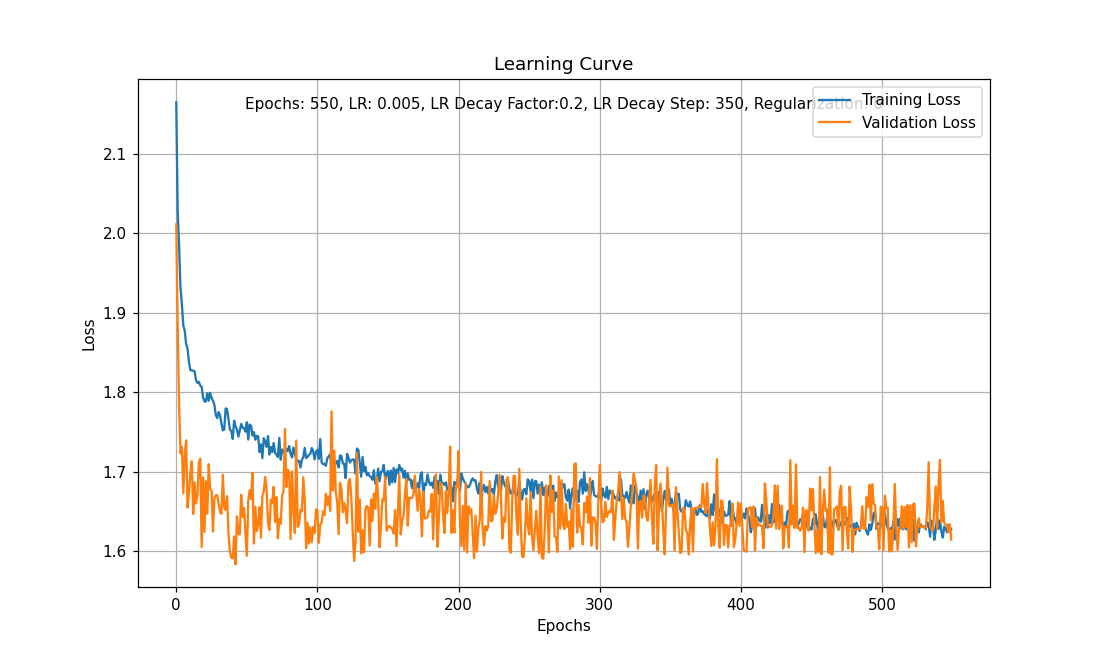 Learning Curve
Epochs: 550, LR: 0.005, LR Decay Factor:0.2, LR Decay Step: 350, Regularization: 0
Training Loss
Validation Loss
2.1
2.0
1.9
1.8
1.7
1.6
Loss
0 100 200 300 400 500
Epochs